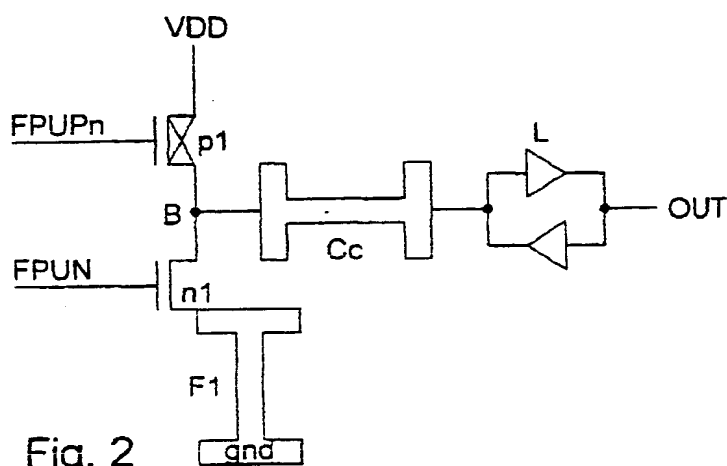 VDD
FPUPn
p1
L
B
OUT
Cc
FPUN
n1
F1
gnd
Fig. 2